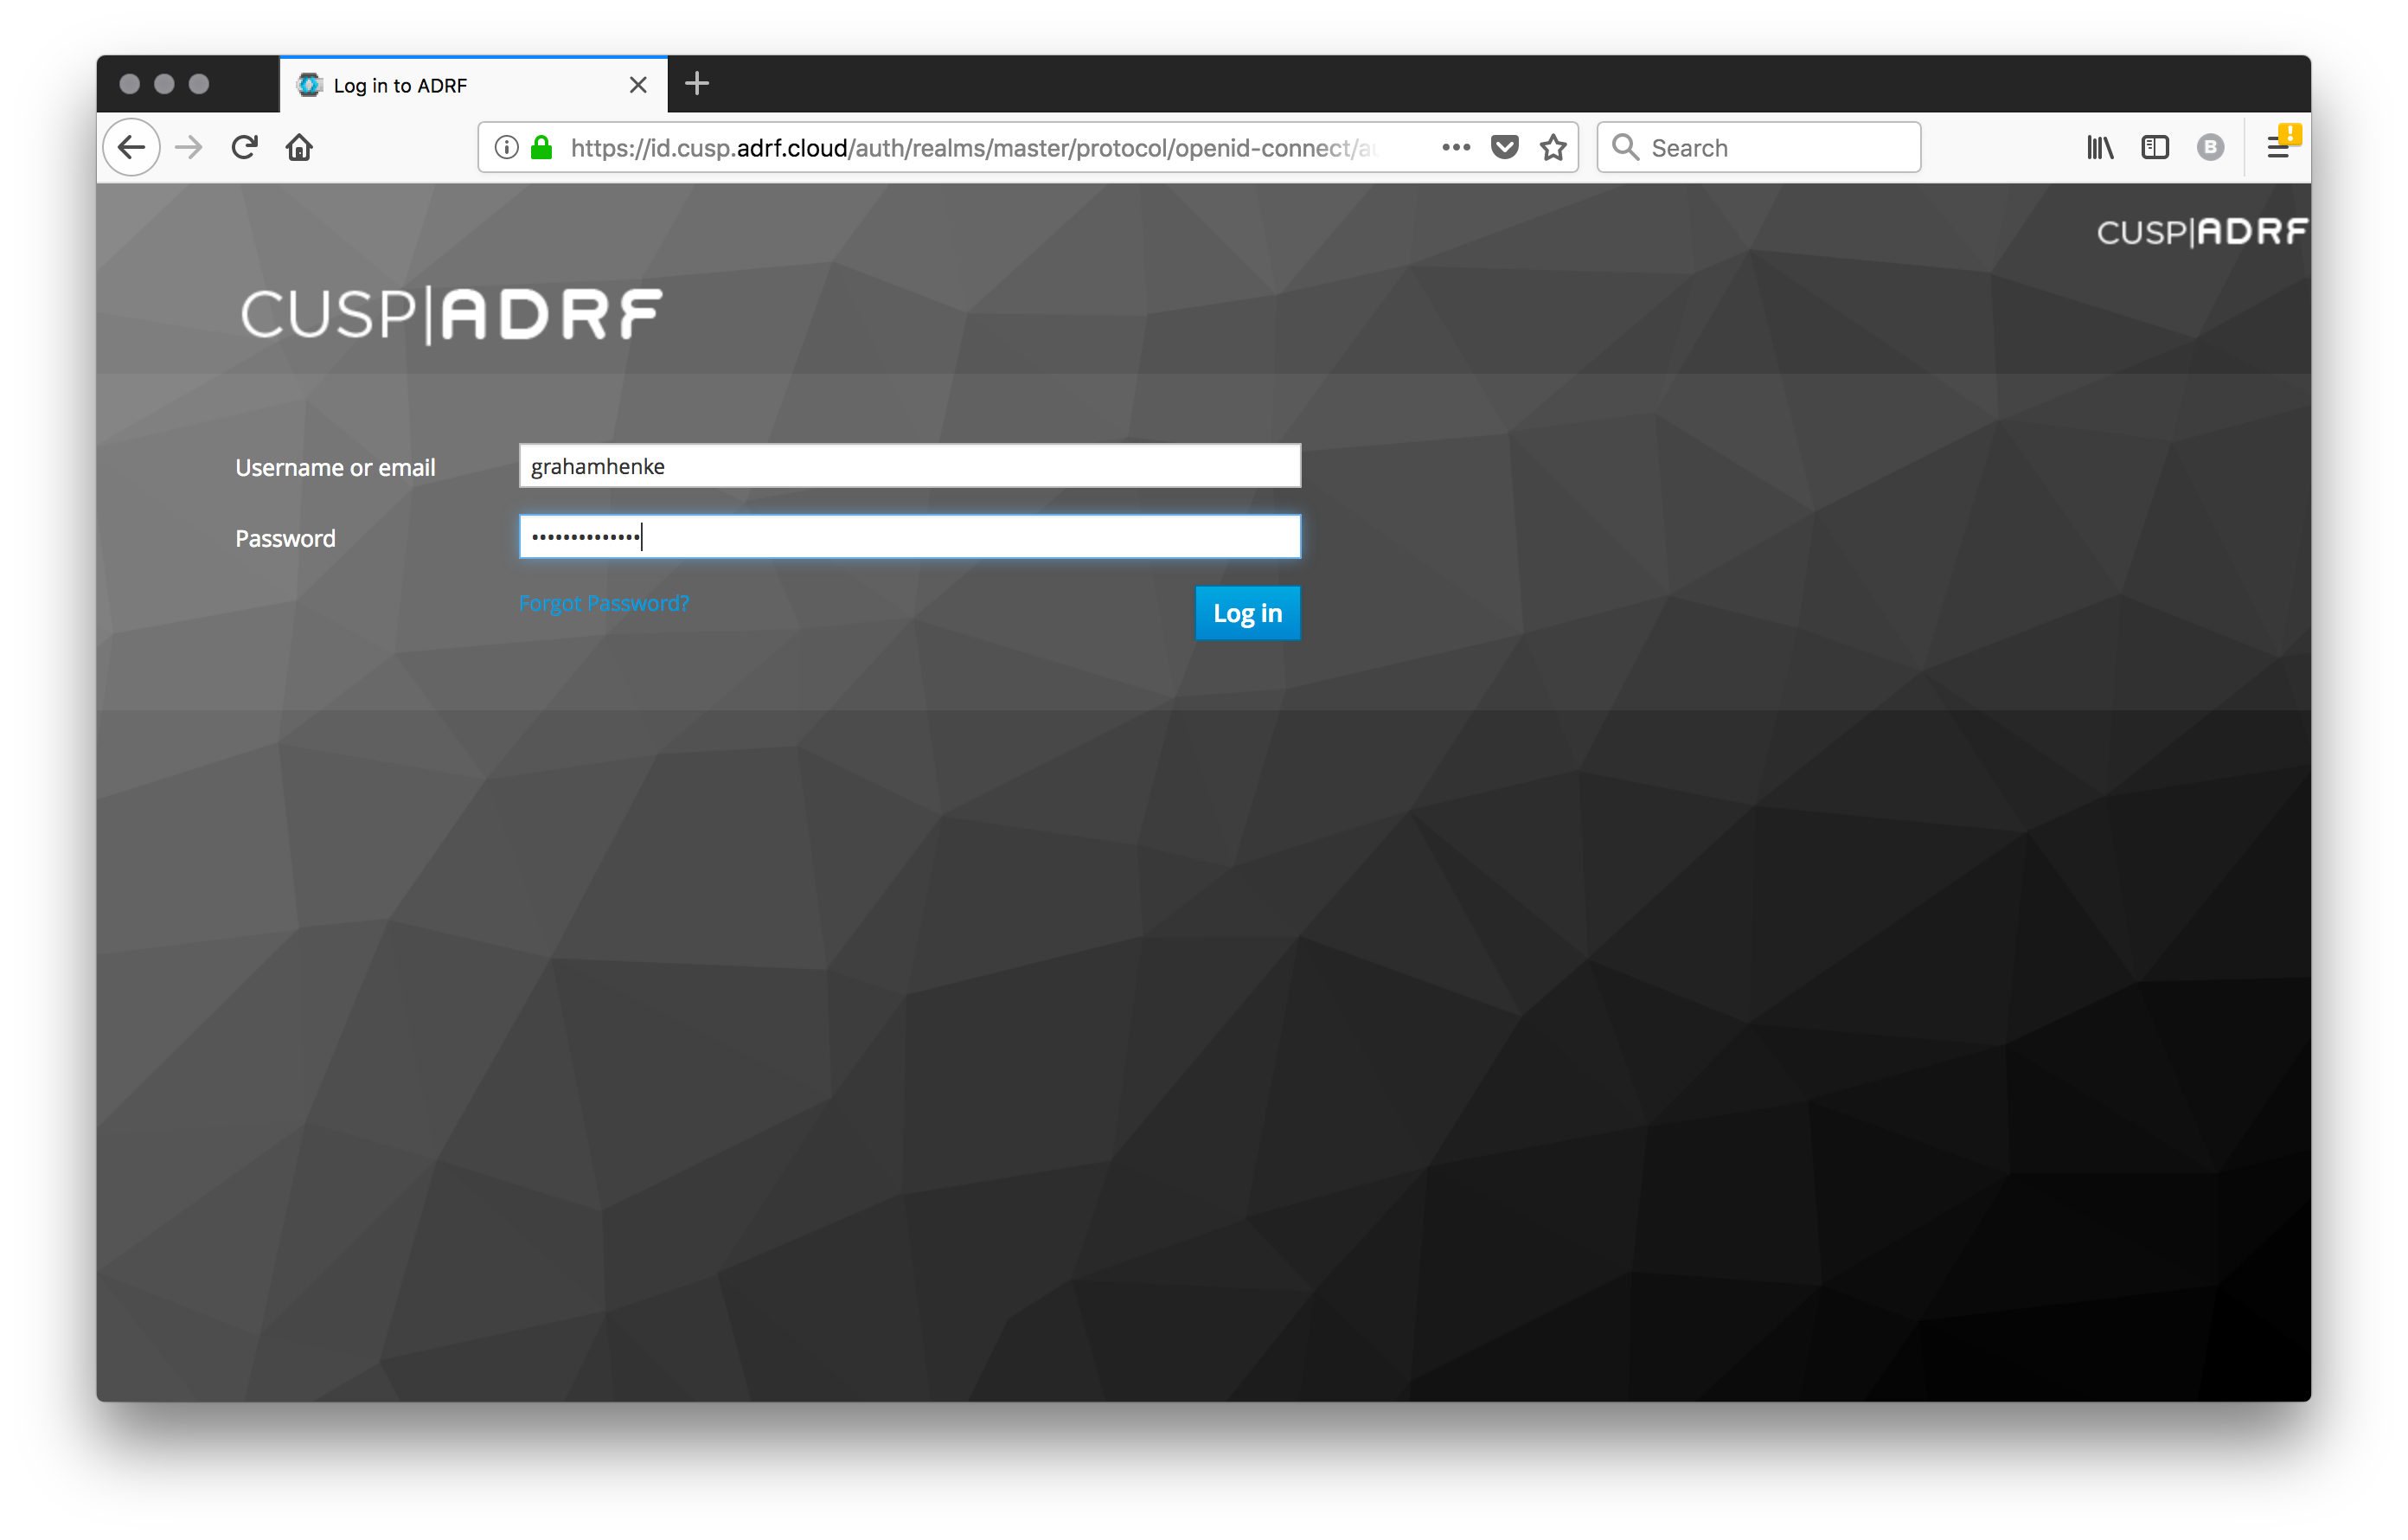 Log in to ADRF
https://id.cusp.adrf.cloud/auth/realms/master/protocol/openid-connect/
Search
B
CUSP|ADRF
CUSP|ADRF
Username or email
grahamhenke
Password
Forgot Password?
Log in